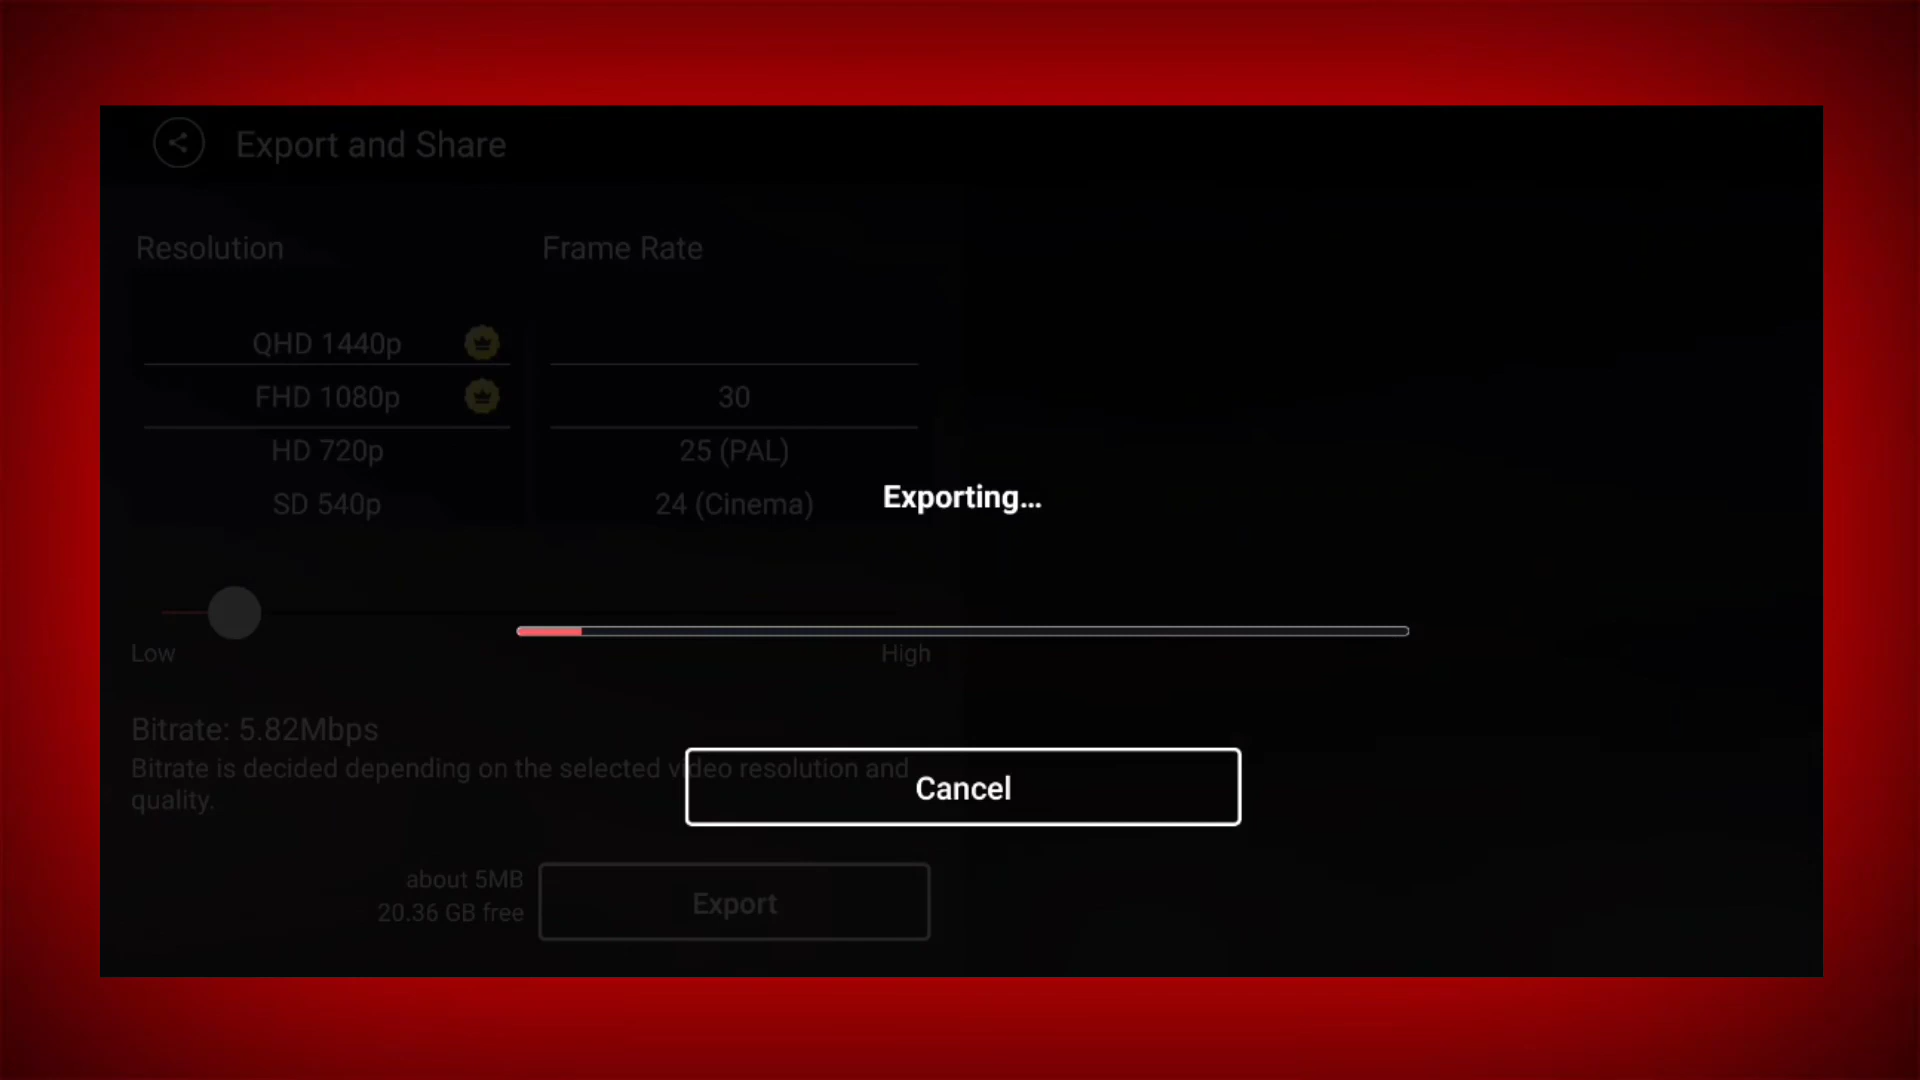 Export and Share
Resolution
Frame Rate
QHD 1440p
FHD 1080p
HD 720p
SD 540p
30
25 (PAL)
24 (Cinema)
Exporting...
Low
High
Bitrate: 5.82Mbps
Bitrate is decided depending on the selected video resolution and
quality.
Cancel
about 5MB
20.36 GB free
Export